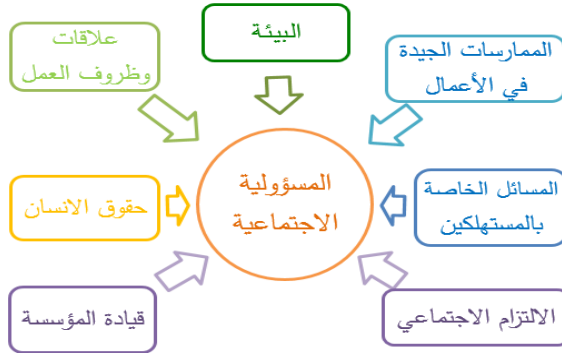 البيئة
الممارسات الجيدة
في الأعمال
علاقات
وظروف العمل
المسؤولية
الاجتماعية
المسائل الخاصة
بالمستهلكين
حقوق الانسان
الالتزام الاجتماعي
قيادة المؤسسة